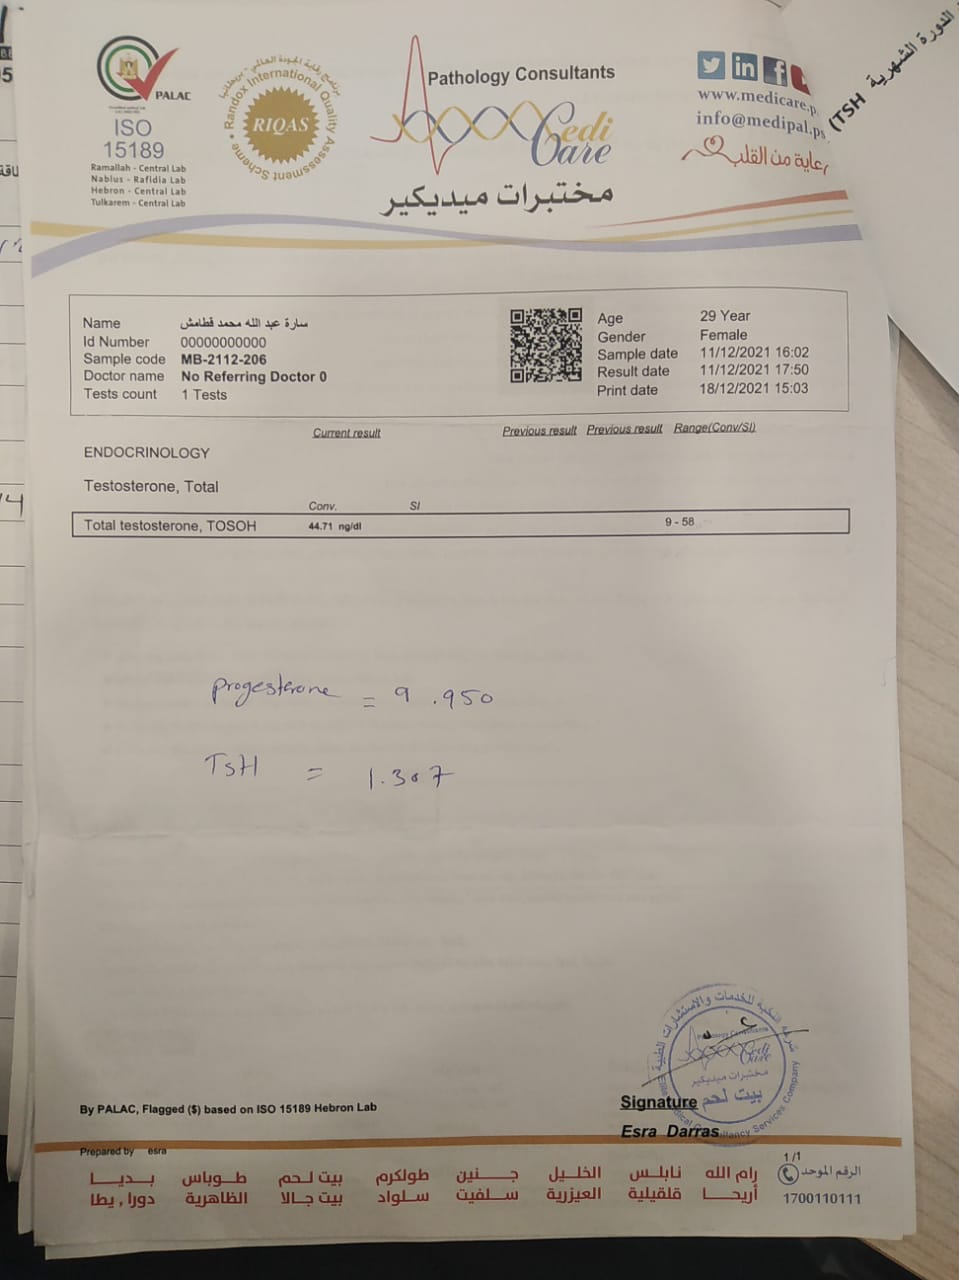 PALAC
ISO
15189
Ramallah - Central Lab
Nablus - Rafidia Lab
Hebron - Central Lab
Tulkarem - Central Lab
Randox International Quality Assessment Scheme
RIQAS
Pathology Consultants
Medi
Care
مختبرات ميديكير
www.medicare.p
info@medipal.ps
رعاية من القلب
الدورة الشهرية
(TSH
Name سارة عبد الله محمد قطامش
Id Number 00000000000
Sample code MB-2112-206
Doctor name No Referring Doctor 0
Tests count 1 Tests
Age 29 Year
Gender Female
Sample date 11/12/2021 16:02
Result date 11/12/2021 17:50
Print date 18/12/2021 15:03
Current result Previous result Previous result Range(Conv/SI)
ENDOCRINOLOGY
Testosterone, Total
Conv. SI
Total testosterone, TOSOH 44.71 ng/dl 9 - 58
progesterone = 9.950
TSH = 1.307
Pathology Consultants
Medi
Care
مختبرات ميديكير
بيت لحم
By PALAC, Flagged ($) based on ISO 15189 Hebron Lab
Signature
Esra Darras
Prepared by esra
1/1
رام الله نابلس الخليل جنين طولكرم بيت لحم طوباس بديا
أريحا قلقيلية العيزرية سلفيت سلواد بيت جالا الظاهرية دورا, يطا
الرقم الموحد
1700110111